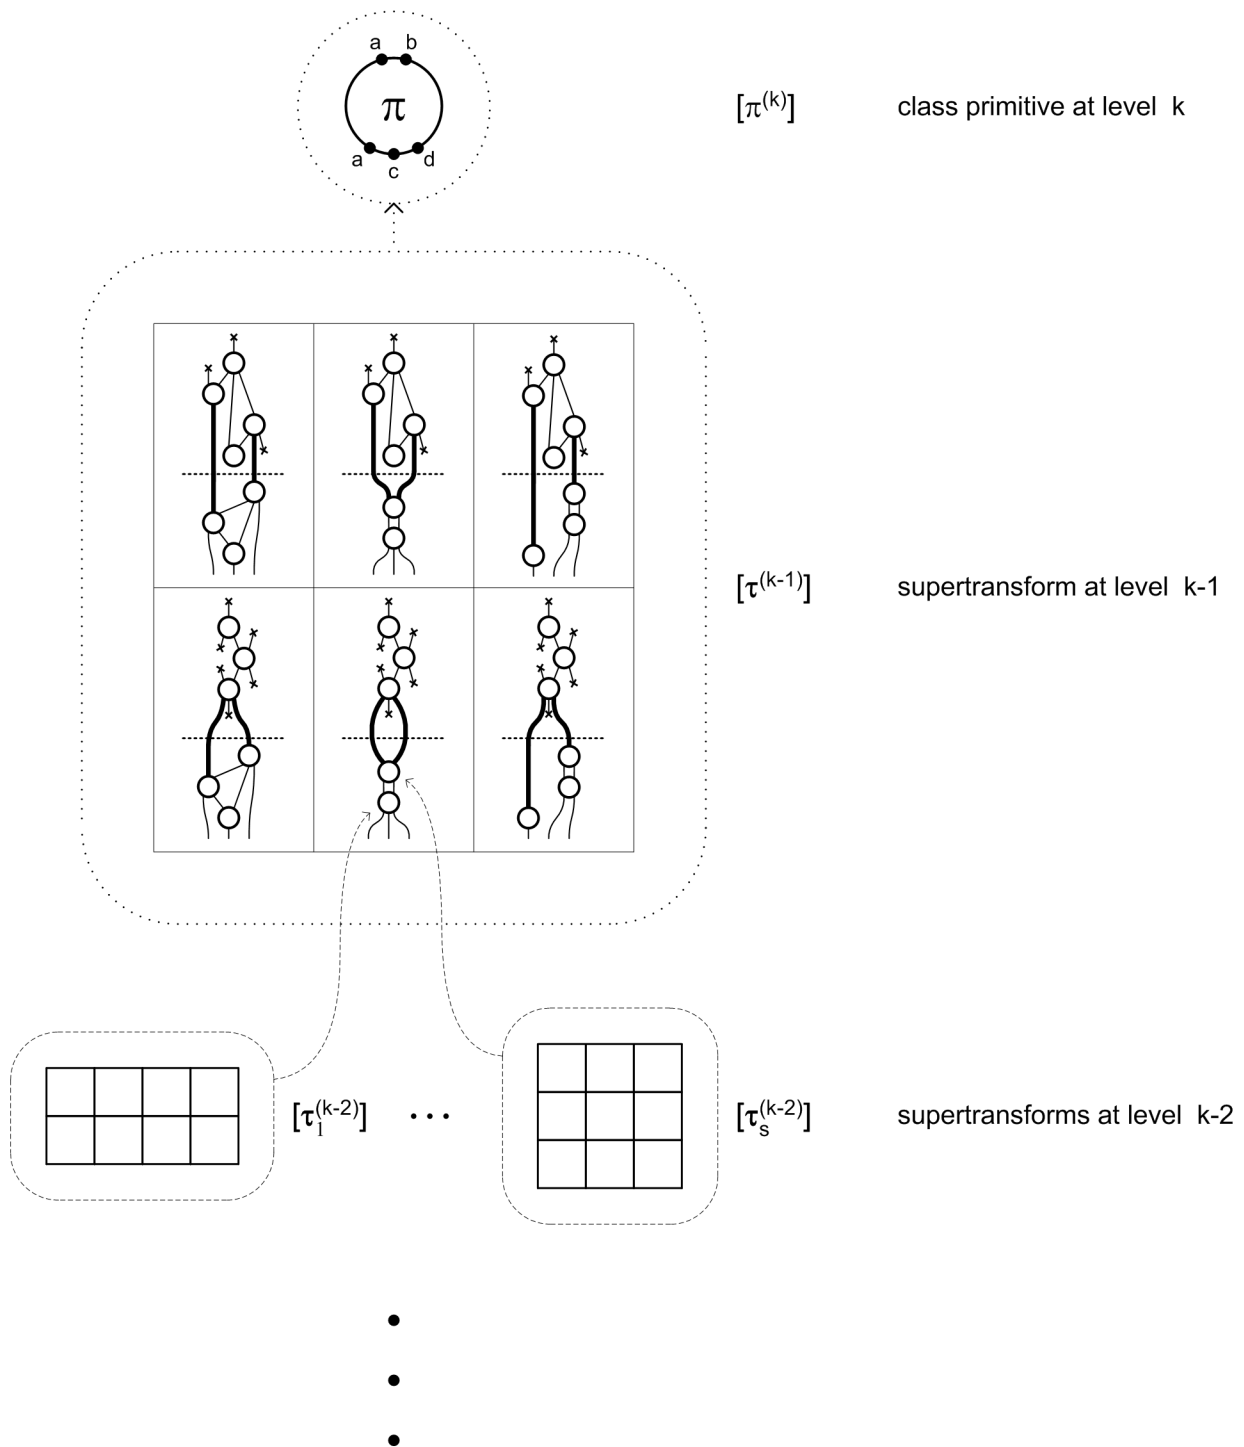 a b
π
a c d
[π^(k)] class primitive at level k
[τ^(k-1)] supertransform at level k-1
[τ_1^(k-2)] ••• [τ_s^(k-2)] supertransforms at level k-2